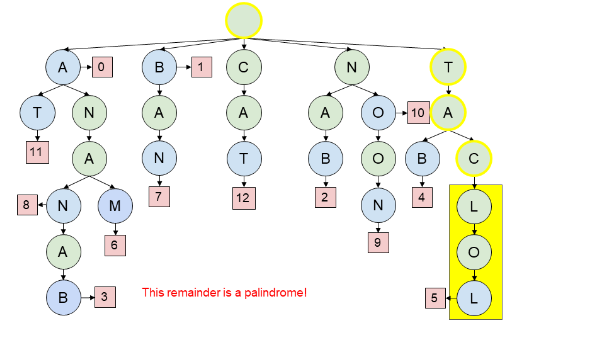 A 0 B 1 C N T
T N A A A O 10 A
11 A N T B O B C
8 N M 7 12 2 N 4 L
A 6 9 O
B 3 This remainder is a palindrome! 5 L